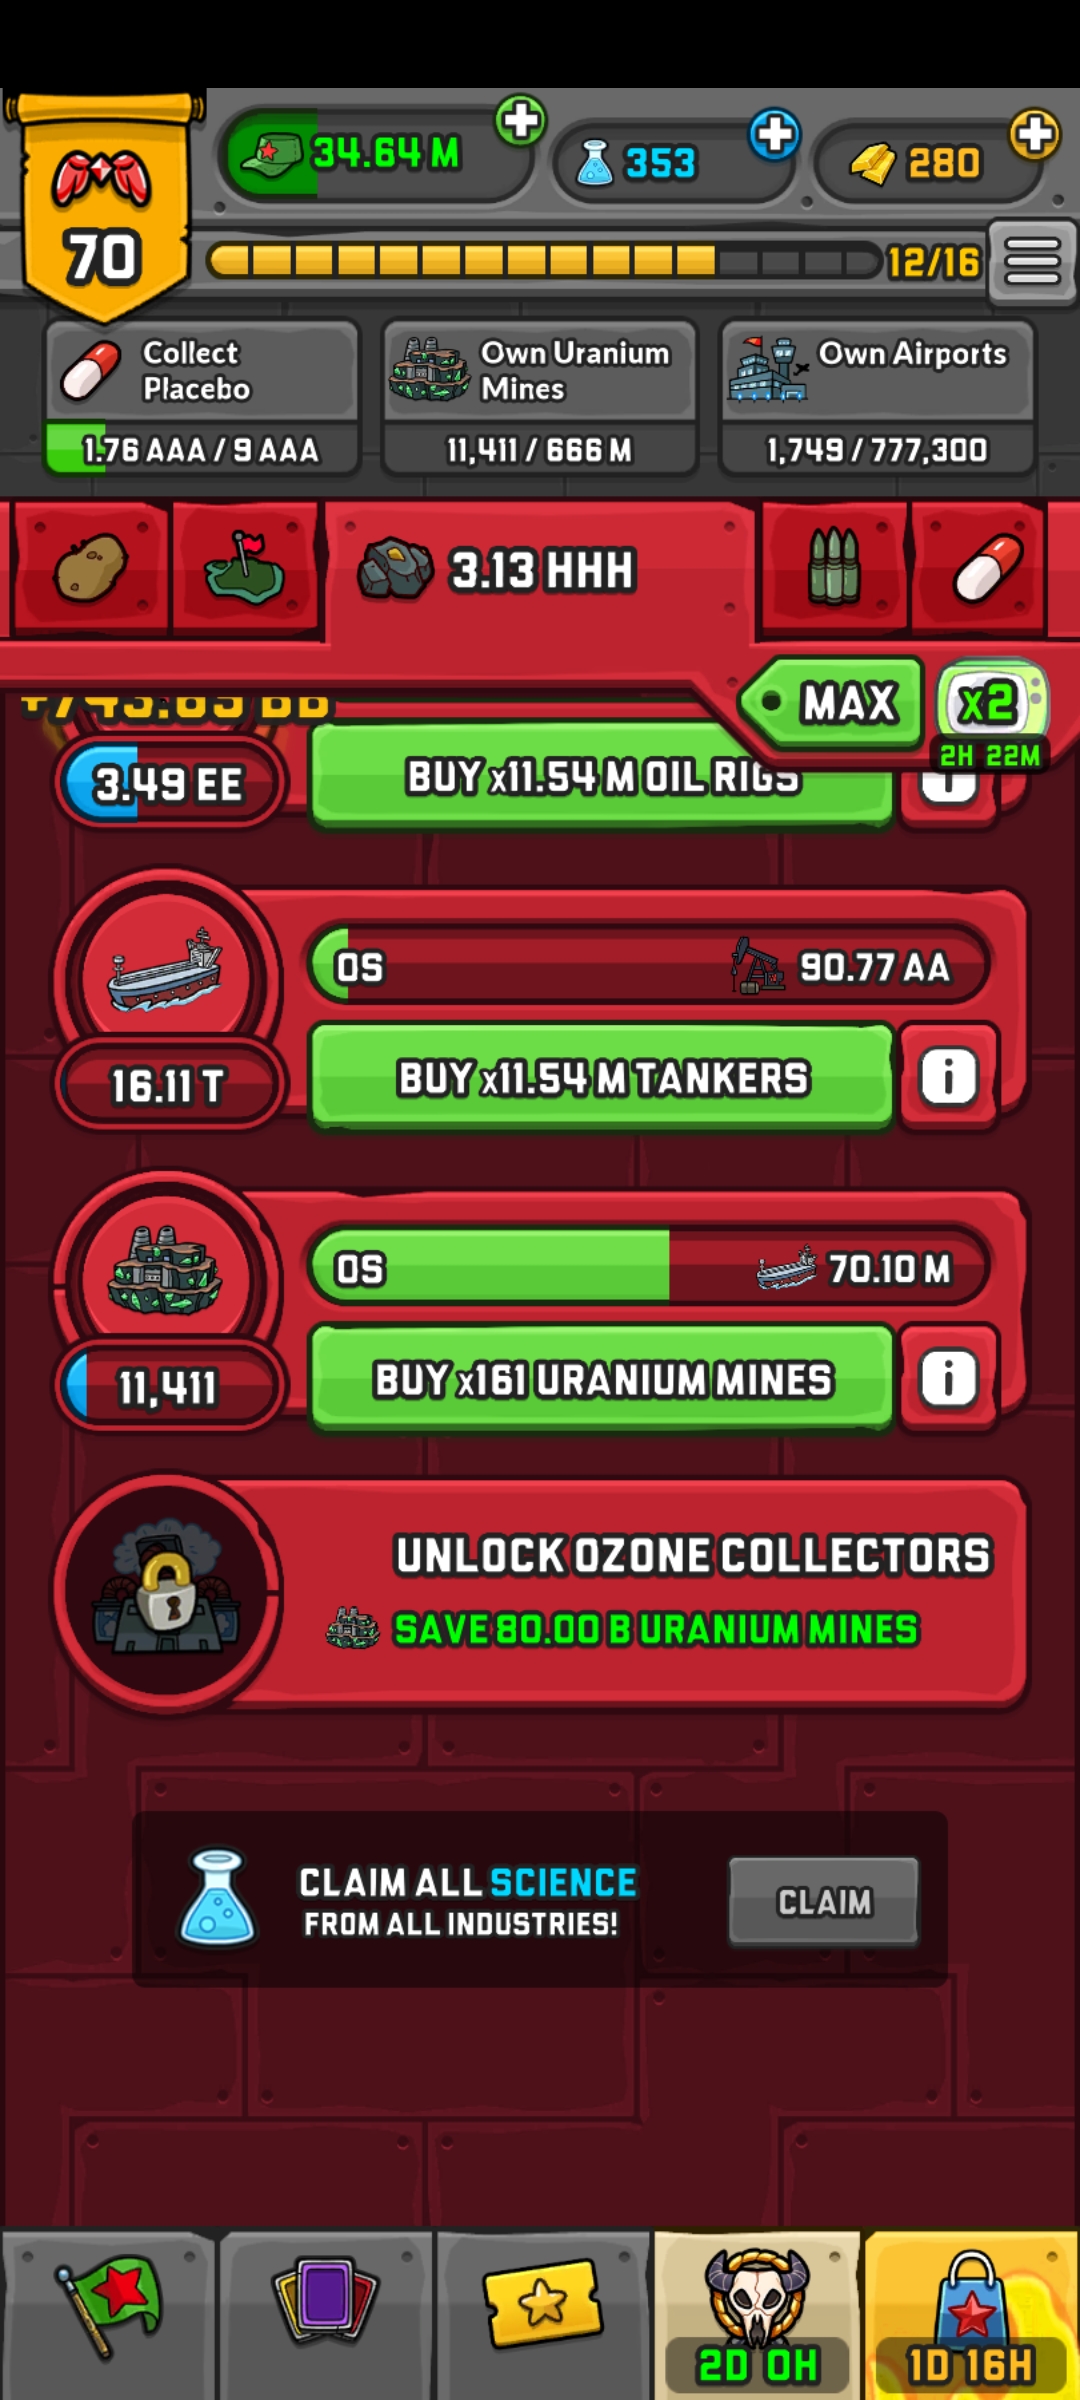 34.64 M
353
280
70
12/16
Collect
Placebo
Own Uranium
Mines
Own Airports
1.76 AAA / 9 AAA
11,411 / 666 M
1,749 / 777,300
3.13 HHH
MAX
x2
2H 22M
3.49 EE
BUY x11.54 M OIL RIGS
0S
90.77 AA
16.11 T
BUY x11.54 M TANKERS
i
0S
70.10 M
11,411
BUY x161 URANIUM MINES
i
UNLOCK OZONE COLLECTORS
SAVE 80.00 B URANIUM MINES
CLAIM ALL SCIENCE
FROM ALL INDUSTRIES!
CLAIM
2D 0H
1D 16H